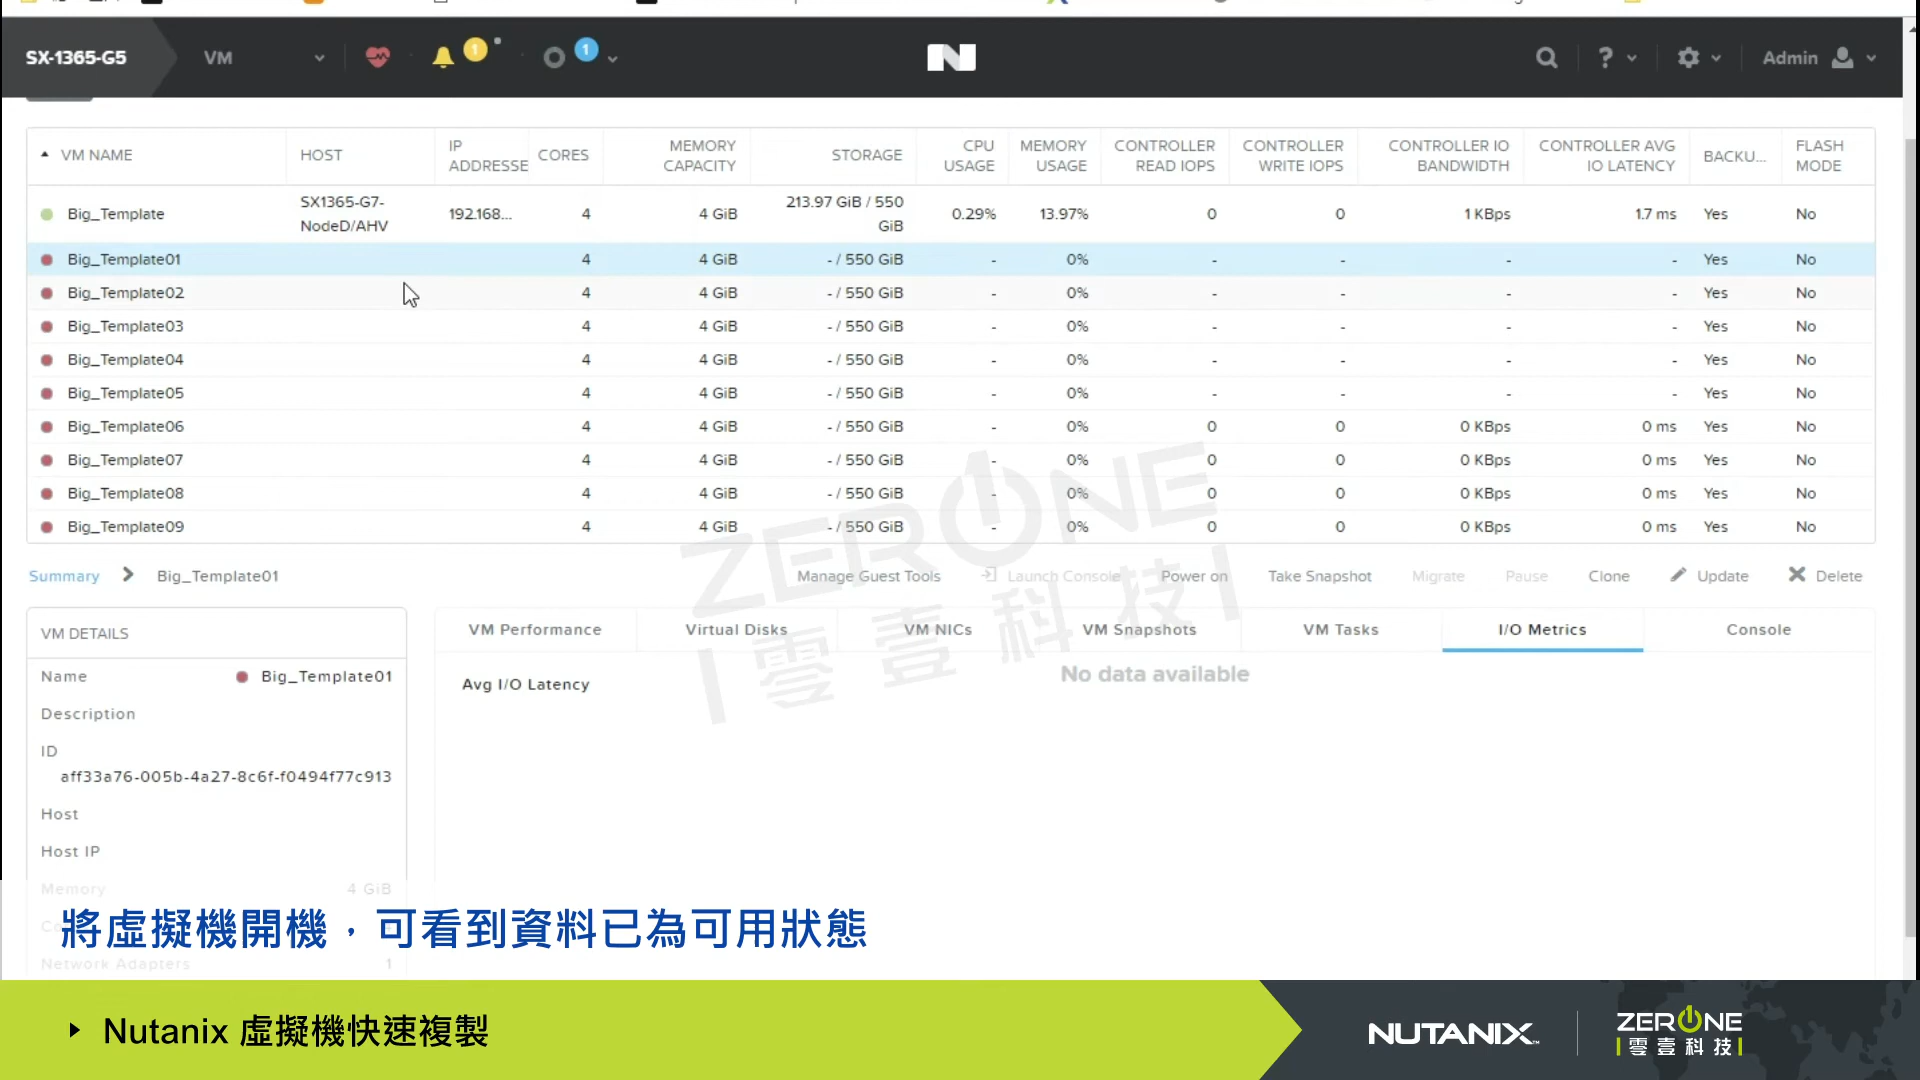 SX-1365-G5 VM 1 1 Admin
VM NAME HOST IP ADDRESSE CORES MEMORY CAPACITY STORAGE CPU USAGE MEMORY USAGE CONTROLLER READ IOPS CONTROLLER WRITE IOPS CONTROLLER IO BANDWIDTH CONTROLLER AVG IO LATENCY BACKU... FLASH MODE
Big_Template SX1365-G7-NodeD/AHV 192.168... 4 4 GiB 213.97 GiB / 550 GiB 0.29% 13.97% 0 0 1 KBps 1.7 ms Yes No
Big_Template01 4 4 GiB - / 550 GiB - 0% - - - - Yes No
Big_Template02 4 4 GiB - / 550 GiB - 0% - - - - Yes No
Big_Template03 4 4 GiB - / 550 GiB - 0% - - - - Yes No
Big_Template04 4 4 GiB - / 550 GiB - 0% - - - - Yes No
Big_Template05 4 4 GiB - / 550 GiB - 0% - - - - Yes No
Big_Template06 4 4 GiB - / 550 GiB - 0% 0 0 0 KBps 0 ms Yes No
Big_Template07 4 4 GiB - / 550 GiB - 0% 0 0 0 KBps 0 ms Yes No
Big_Template08 4 4 GiB - / 550 GiB - 0% 0 0 0 KBps 0 ms Yes No
Big_Template09 4 4 GiB - / 550 GiB - 0% 0 0 0 KBps 0 ms Yes No
ZERONE
零壹科技
Summary Big_Template01 Manage Guest Tools Launch Console Power on Take Snapshot Migrate Pause Clone Update Delete
VM DETAILS
Name Big_Template01
Description
ID
aff33a76-005b-4a27-8c6f-f0494f77c913
Host
Host IP
Memory 4 GiB
Network Adapters 1
VM Performance Virtual Disks VM NICs VM Snapshots VM Tasks I/O Metrics Console
No data available
Avg I/O Latency
將虛擬機開機，可看到資料已為可用狀態
Nutanix 虛擬機快速複製
NUTANIX™
ZERONE
零壹科技